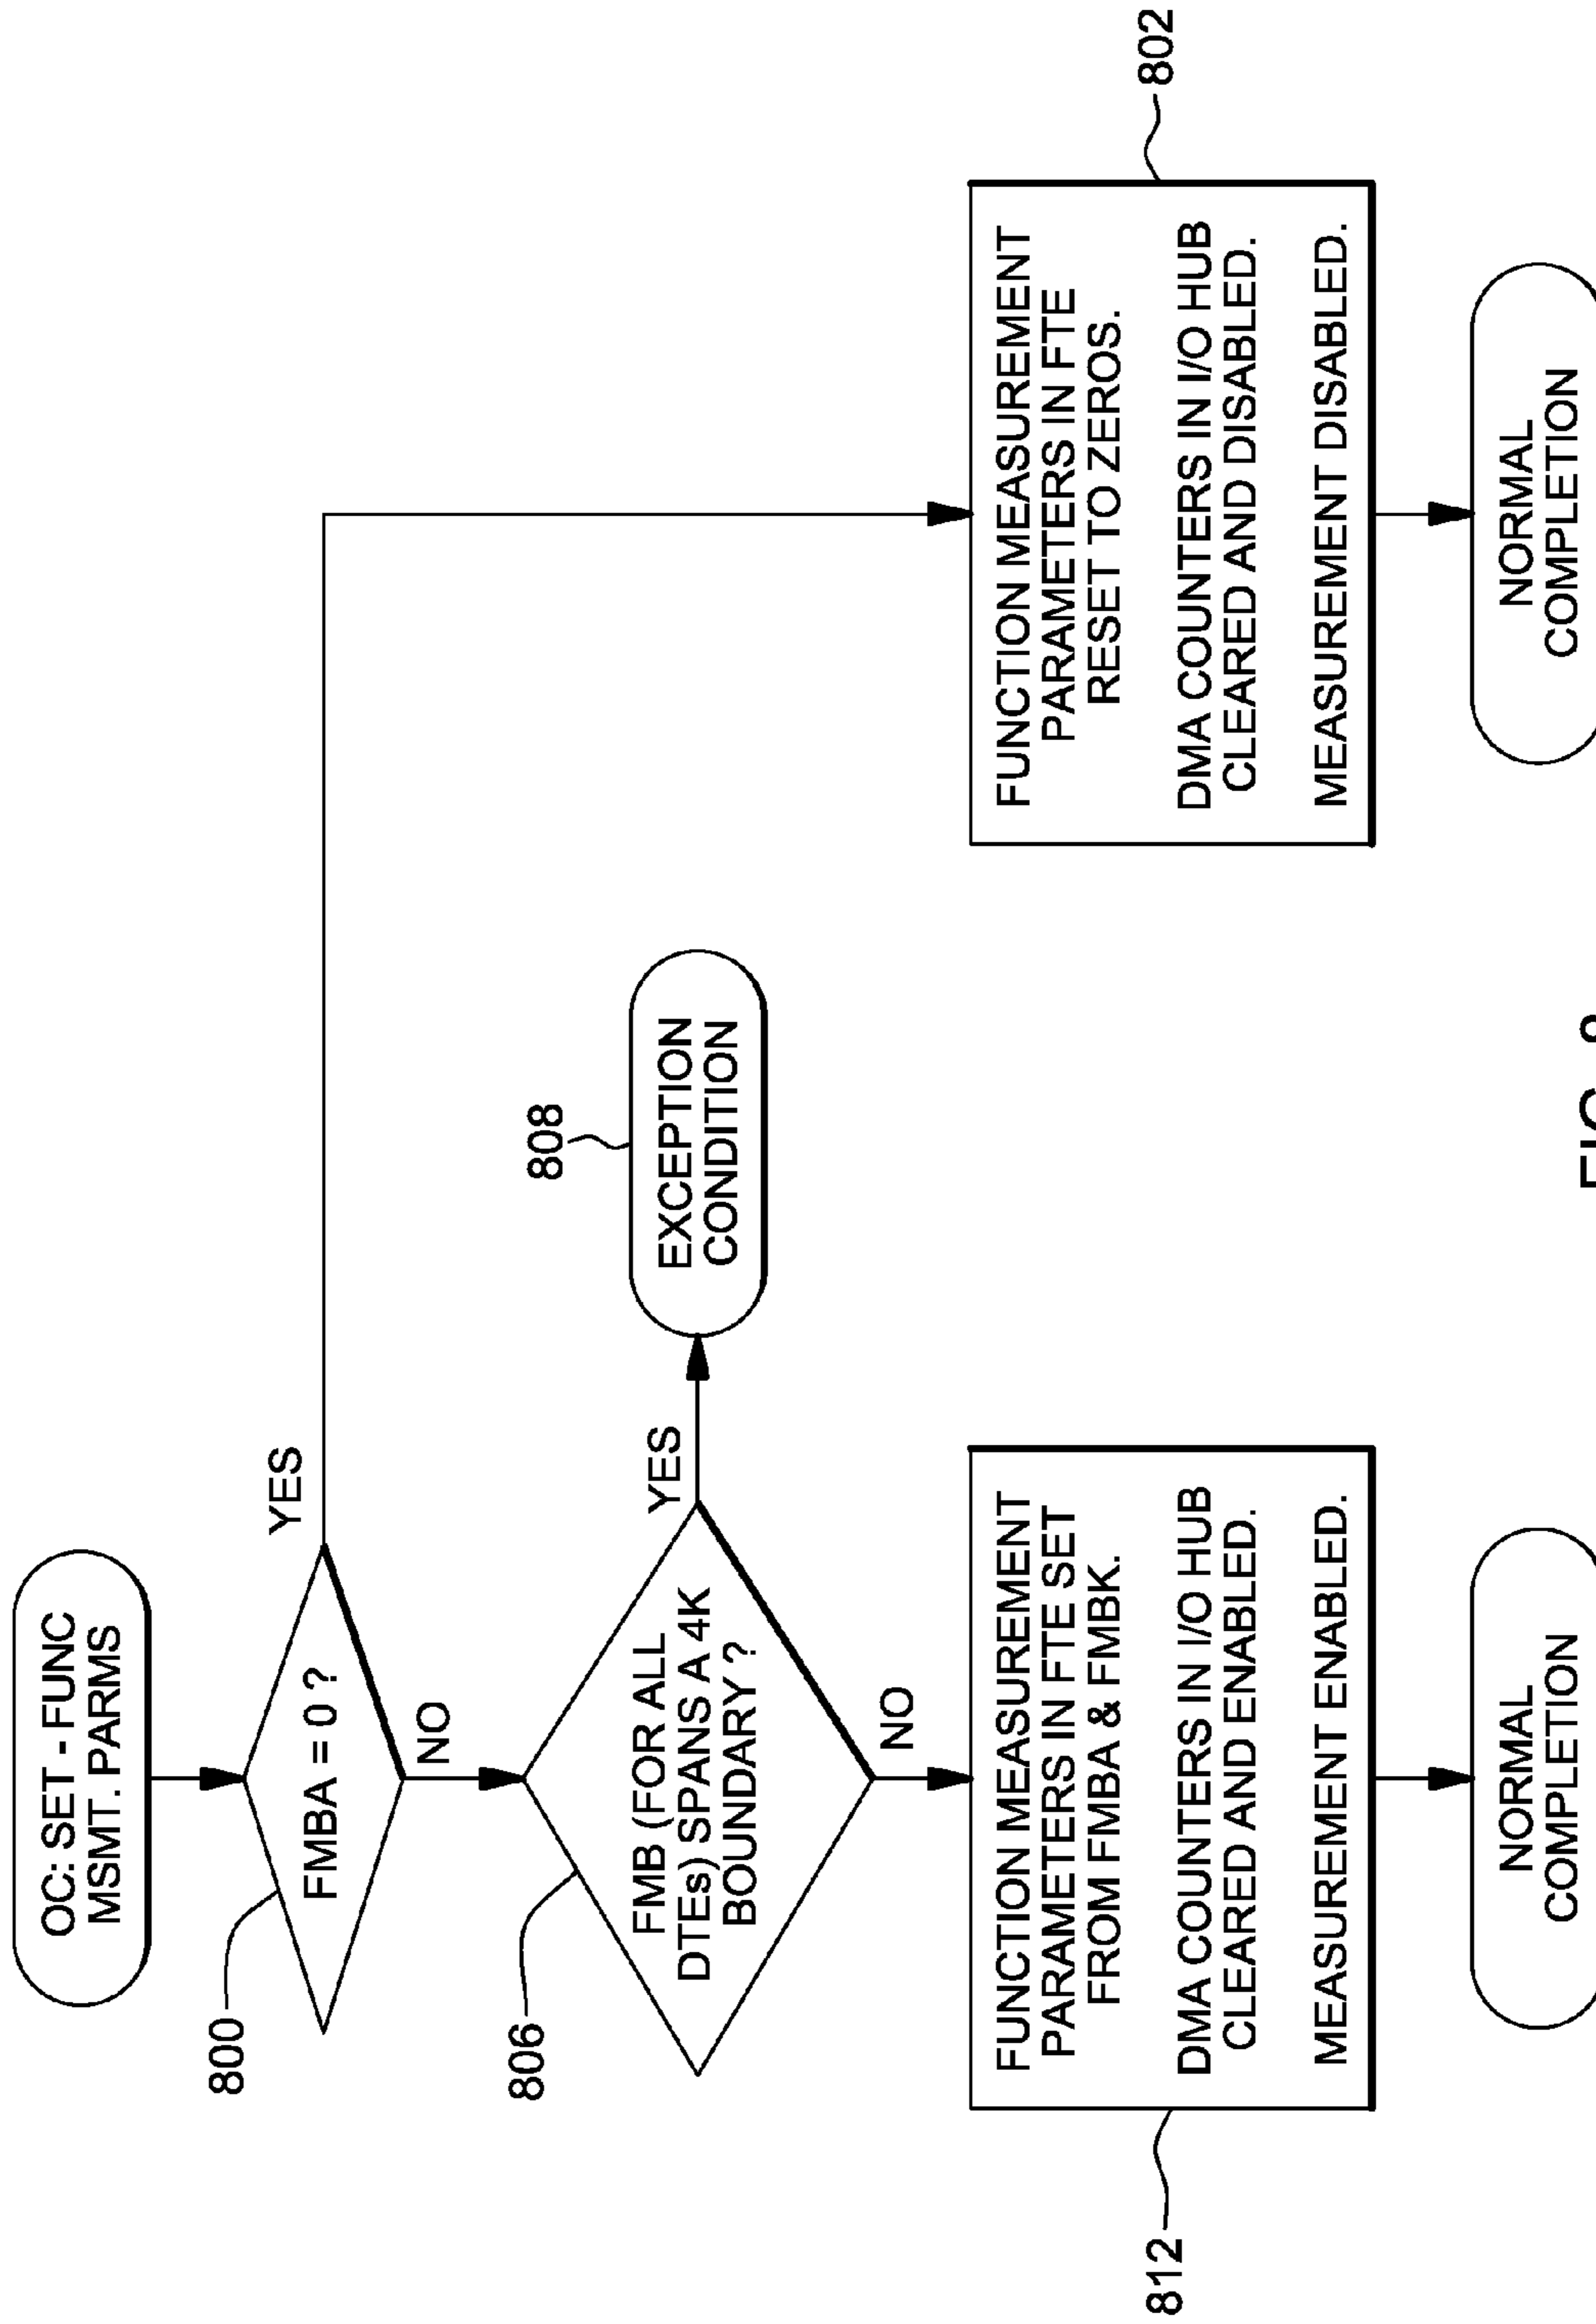 OC: SET - FUNC
MSMT. PARMS
800
FMBA = 0 ?
YES
NO
806
FMB (FOR ALL
DTEs) SPANS A 4K
BOUNDARY ?
YES
808
EXCEPTION
CONDITION
NO
812
FUNCTION MEASUREMENT
PARAMETERS IN FTE SET
FROM FMBA & FMBK.
DMA COUNTERS IN I/O HUB
CLEARED AND ENABLED.
MEASUREMENT ENABLED.
NORMAL
COMPLETION
802
FUNCTION MEASUREMENT
PARAMETERS IN FTE
RESET TO ZEROS.
DMA COUNTERS IN I/O HUB
CLEARED AND DISABLED.
MEASUREMENT DISABLED.
NORMAL
COMPLETION
FIG.